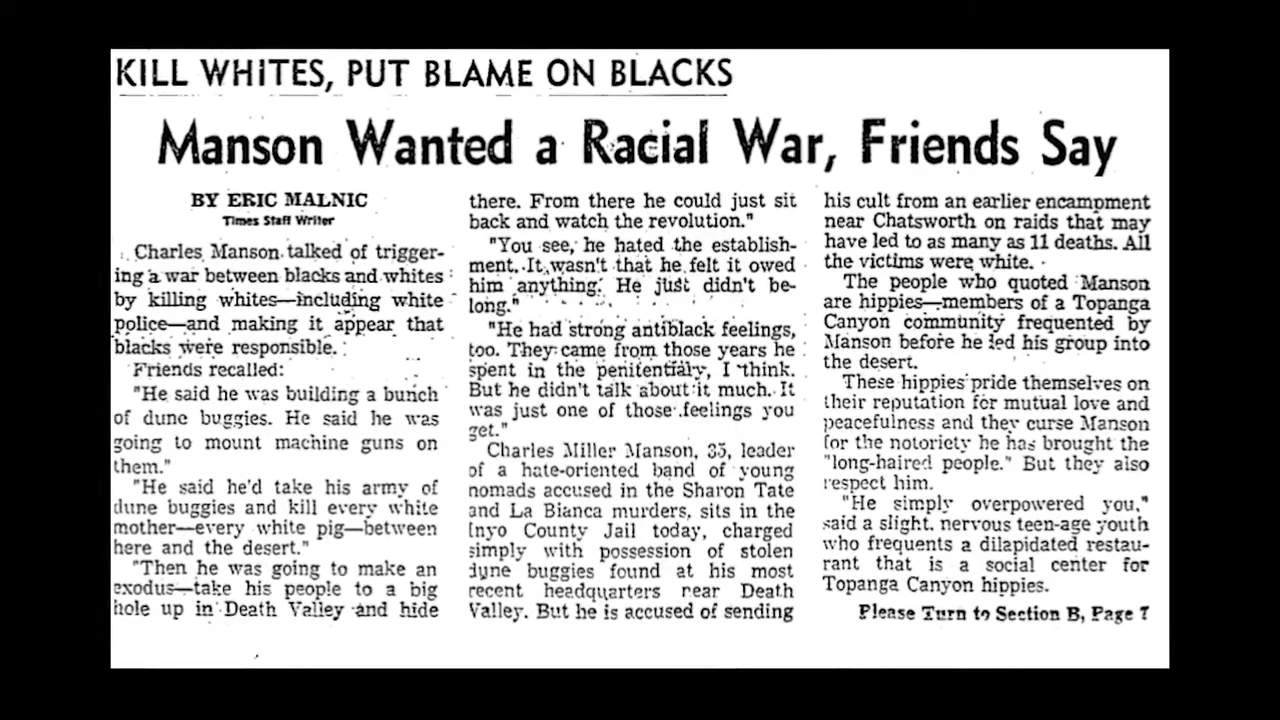 KILL WHITES, PUT BLAME ON BLACKS
Manson Wanted a Racial War, Friends Say
BY ERIC MALNIC
Times Staff Writer
Charles Manson talked of trigger-
ing a war between blacks and whites
by killing whites—including white
police—and making it appear that
blacks were responsible.
Friends recalled:
"He said he was building a bunch
of dune buggies. He said he was
going to mount machine guns on
them."
"He said he'd take his army of
dune buggies and kill every white
mother—every white pig—between
here and the desert."
"Then he was going to make an
exodus—take his people to a big
hole up in Death Valley and hide
there. From there he could just sit
back and watch the revolution."
"You see, he hated the establish-
ment. It wasn't that he felt it owed
him anything. He just didn't be-
long."
"He had strong antiblack feelings,
too. They came from those years he
spent in the penitentiary, I think.
But he didn't talk about it much. It
was just one of those feelings you
get."
Charles Miller Manson, 35, leader
of a hate-oriented band of young
nomads accused in the Sharon Tate
and La Bianca murders, sits in the
Inyo County Jail today, charged
simply with possession of stolen
dune buggies found at his most
recent headquarters near Death
Valley. But he is accused of sending
his cult from an earlier encampment
near Chatsworth on raids that may
have led to as many as 11 deaths. All
the victims were white.
The people who quoted Manson
are hippies—members of a Topanga
Canyon community frequented by
Manson before he led his group into
the desert.
These hippies pride themselves on
their reputation for mutual love and
peacefulness and they curse Manson
for the notoriety he has brought the
"long-haired people." But they also
respect him.
"He simply overpowered you,"
said a slight, nervous teen-age youth
who frequents a dilapidated restau-
rant that is a social center for
Topanga Canyon hippies.
Please Turn to Section B, Page 7